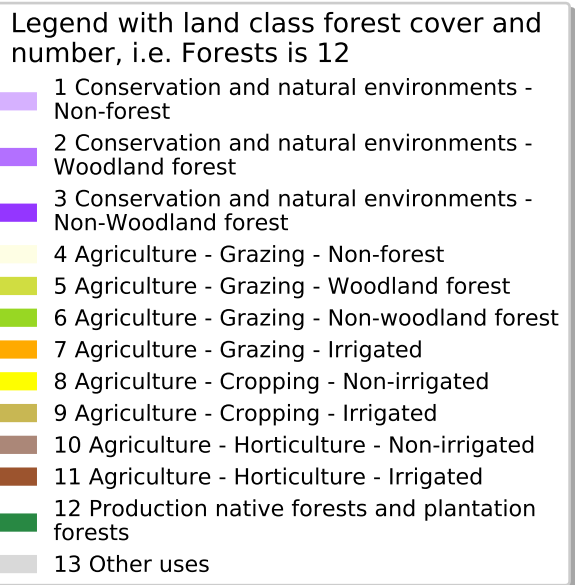 Legend with land class forest cover and
number, i.e. Forests is 12
1 Conservation and natural environments -
Non-forest
2 Conservation and natural environments -
Woodland forest
3 Conservation and natural environments -
Non-Woodland forest
4 Agriculture - Grazing - Non-forest
5 Agriculture - Grazing - Woodland forest
6 Agriculture - Grazing - Non-woodland forest
7 Agriculture - Grazing - Irrigated
8 Agriculture - Cropping - Non-irrigated
9 Agriculture - Cropping - Irrigated
10 Agriculture - Horticulture - Non-irrigated
11 Agriculture - Horticulture - Irrigated
12 Production native forests and plantation
forests
13 Other uses